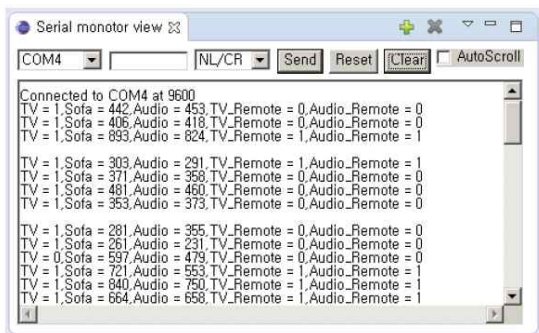 Serial monotor view
COM4 NL/CR Send Reset Clear AutoScroll
Connected to COM4 at 9600
TV = 1,Sofa = 442,Audio = 453,TV_Remote = 0,Audio_Remote = 0
TV = 1,Sofa = 406,Audio = 418,TV_Remote = 0,Audio_Remote = 0
TV = 1,Sofa = 893,Audio = 824,TV_Remote = 1,Audio_Remote = 1
TV = 1,Sofa = 303,Audio = 291,TV_Remote = 1,Audio_Remote = 1
TV = 1,Sofa = 371,Audio = 358,TV_Remote = 0,Audio_Remote = 0
TV = 1,Sofa = 481,Audio = 460,TV_Remote = 0,Audio_Remote = 0
TV = 1,Sofa = 353,Audio = 373,TV_Remote = 0,Audio_Remote = 0
TV = 1,Sofa = 281,Audio = 355,TV_Remote = 0,Audio_Remote = 0
TV = 1,Sofa = 261,Audio = 231,TV_Remote = 0,Audio_Remote = 0
TV = 0,Sofa = 597,Audio = 479,TV_Remote = 0,Audio_Remote = 0
TV = 1,Sofa = 721,Audio = 553,TV_Remote = 1,Audio_Remote = 1
TV = 1,Sofa = 840,Audio = 750,TV_Remote = 1,Audio_Remote = 1
TV = 1,Sofa = 664,Audio = 658,TV_Remote = 1,Audio_Remote = 1